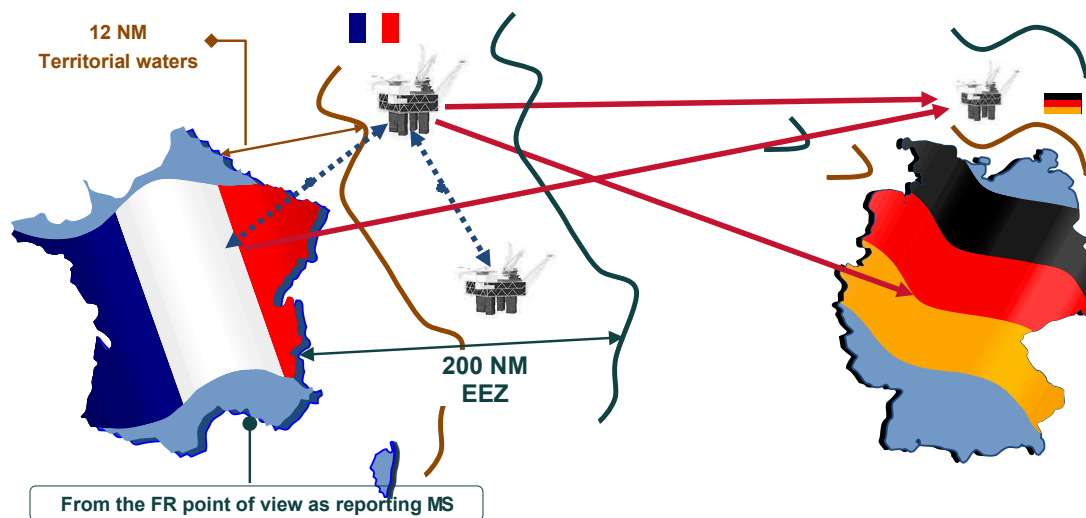 12 NM
Territorial waters
200 NM
EEZ
From the FR point of view as reporting MS